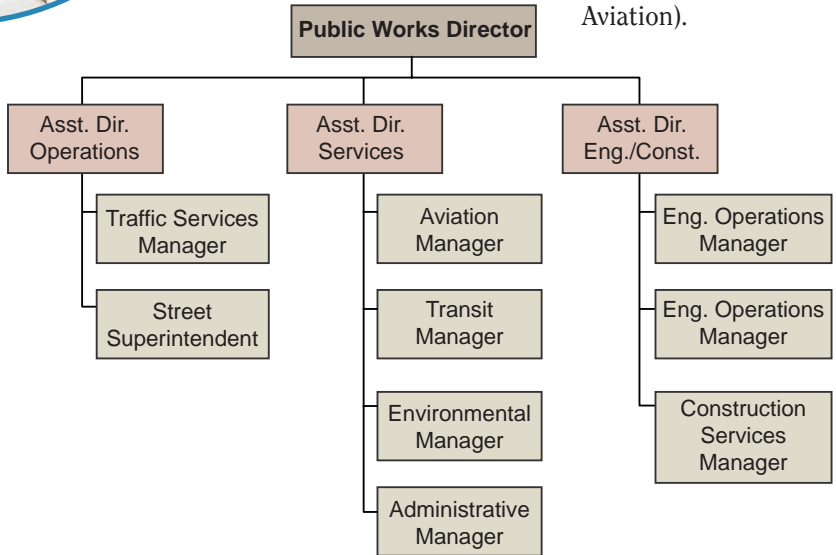 Aviation).
Public Works Director
Asst. Dir.
Operations
Traffic Services
Manager
Street
Superintendent
Asst. Dir.
Services
Aviation
Manager
Transit
Manager
Environmental
Manager
Administrative
Manager
Asst. Dir.
Eng./Const.
Eng. Operations
Manager
Eng. Operations
Manager
Construction
Services
Manager